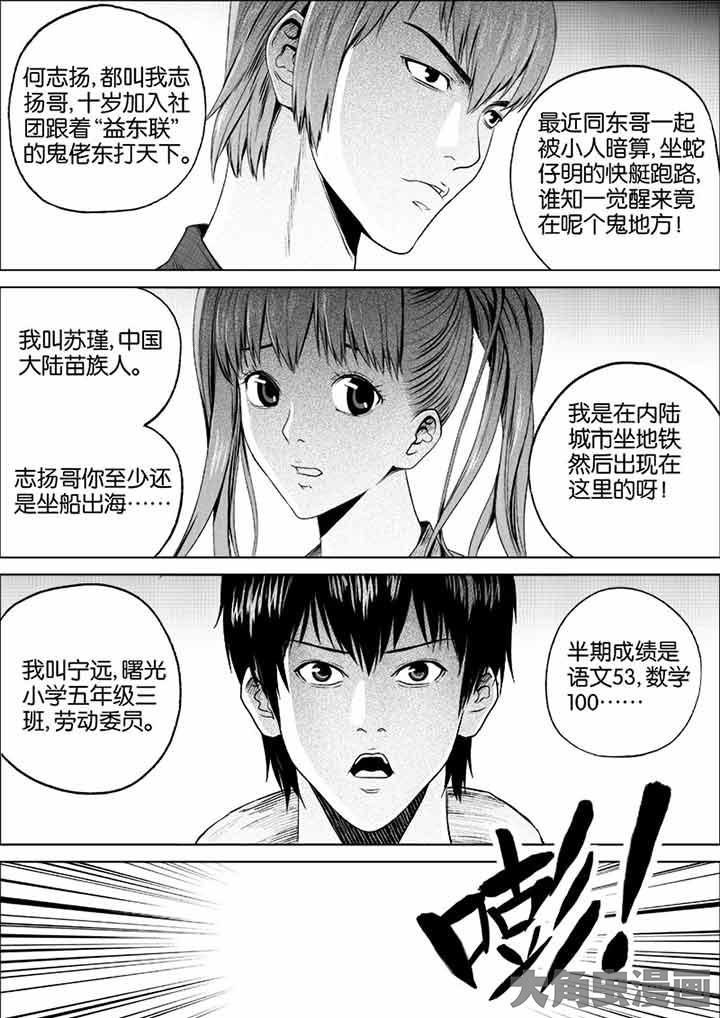 何志扬，都叫我志
扬哥，十岁加入社
团跟着“益东联”
的鬼佬东打天下。
最近同东哥一起
被小人暗算，坐蛇
仔明的快艇跑路，
谁知一觉醒来竟
在呢个鬼地方！
我叫苏瑾，中国
大陆苗族人。
志扬哥你至少还
是坐船出海……
我是在内陆
城市坐地铁
然后出现在
这里的呀！
我叫宁远，曙光
小学五年级三
班，劳动委员。
半期成绩是
语文53，数学
100……
嘭！
大角虫漫画